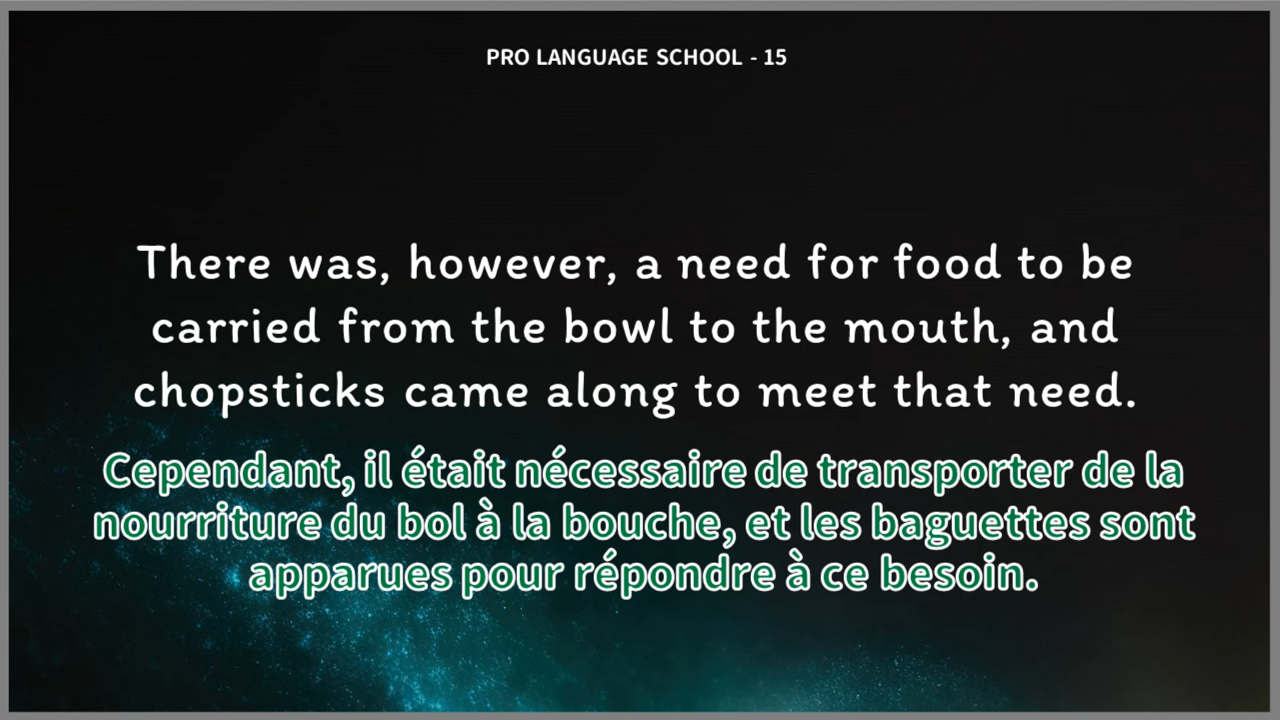 PRO LANGUAGE SCHOOL - 15
There was, however, a need for food to be
carried from the bowl to the mouth, and
chopsticks came along to meet that need.
Cependant, il était nécessaire de transporter de la
nourriture du bol à la bouche, et les baguettes sont
apparues pour répondre à ce besoin.